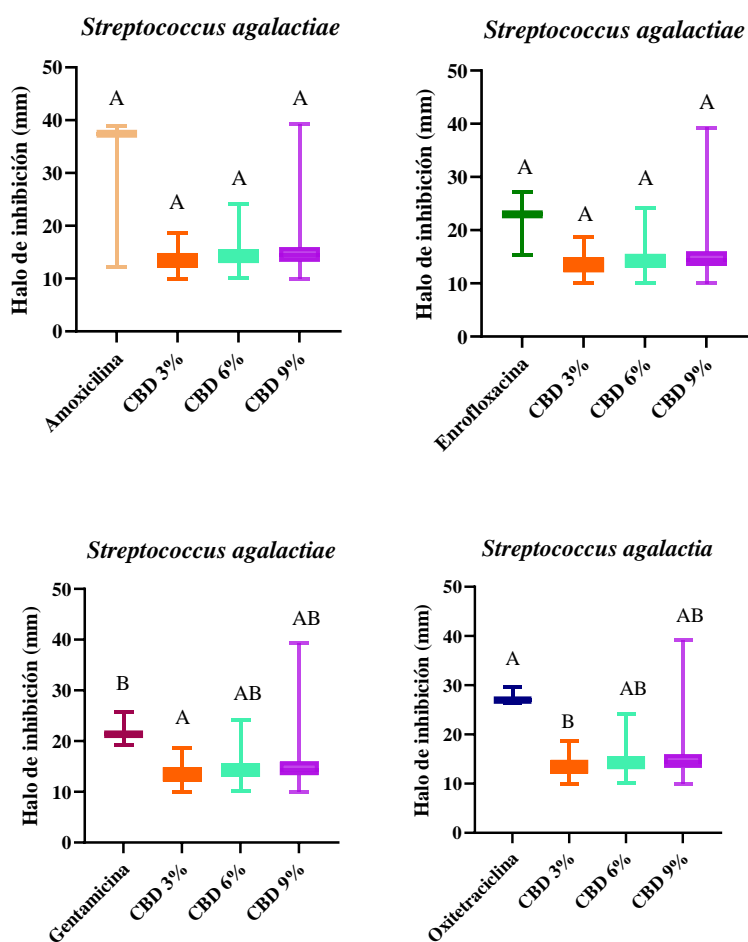 Streptococcus agalactiae
Halo de inhibición (mm)
50
40
30
20
10
0
A
A
A
A
Amoxicilina
CBD 3%
CBD 6%
CBD 9%
Streptococcus agalactiae
Halo de inhibición (mm)
50
40
30
20
10
0
A
A
A
A
Enrofloxacina
CBD 3%
CBD 6%
CBD 9%
Streptococcus agalactiae
Halo de inhibición (mm)
50
40
30
20
10
0
B
A
AB
AB
Gentamicina
CBD 3%
CBD 6%
CBD 9%
Streptococcus agalactia
Halo de inhibición (mm)
50
40
30
20
10
0
A
B
AB
AB
Oxitetraciclina
CBD 3%
CBD 6%
CBD 9%